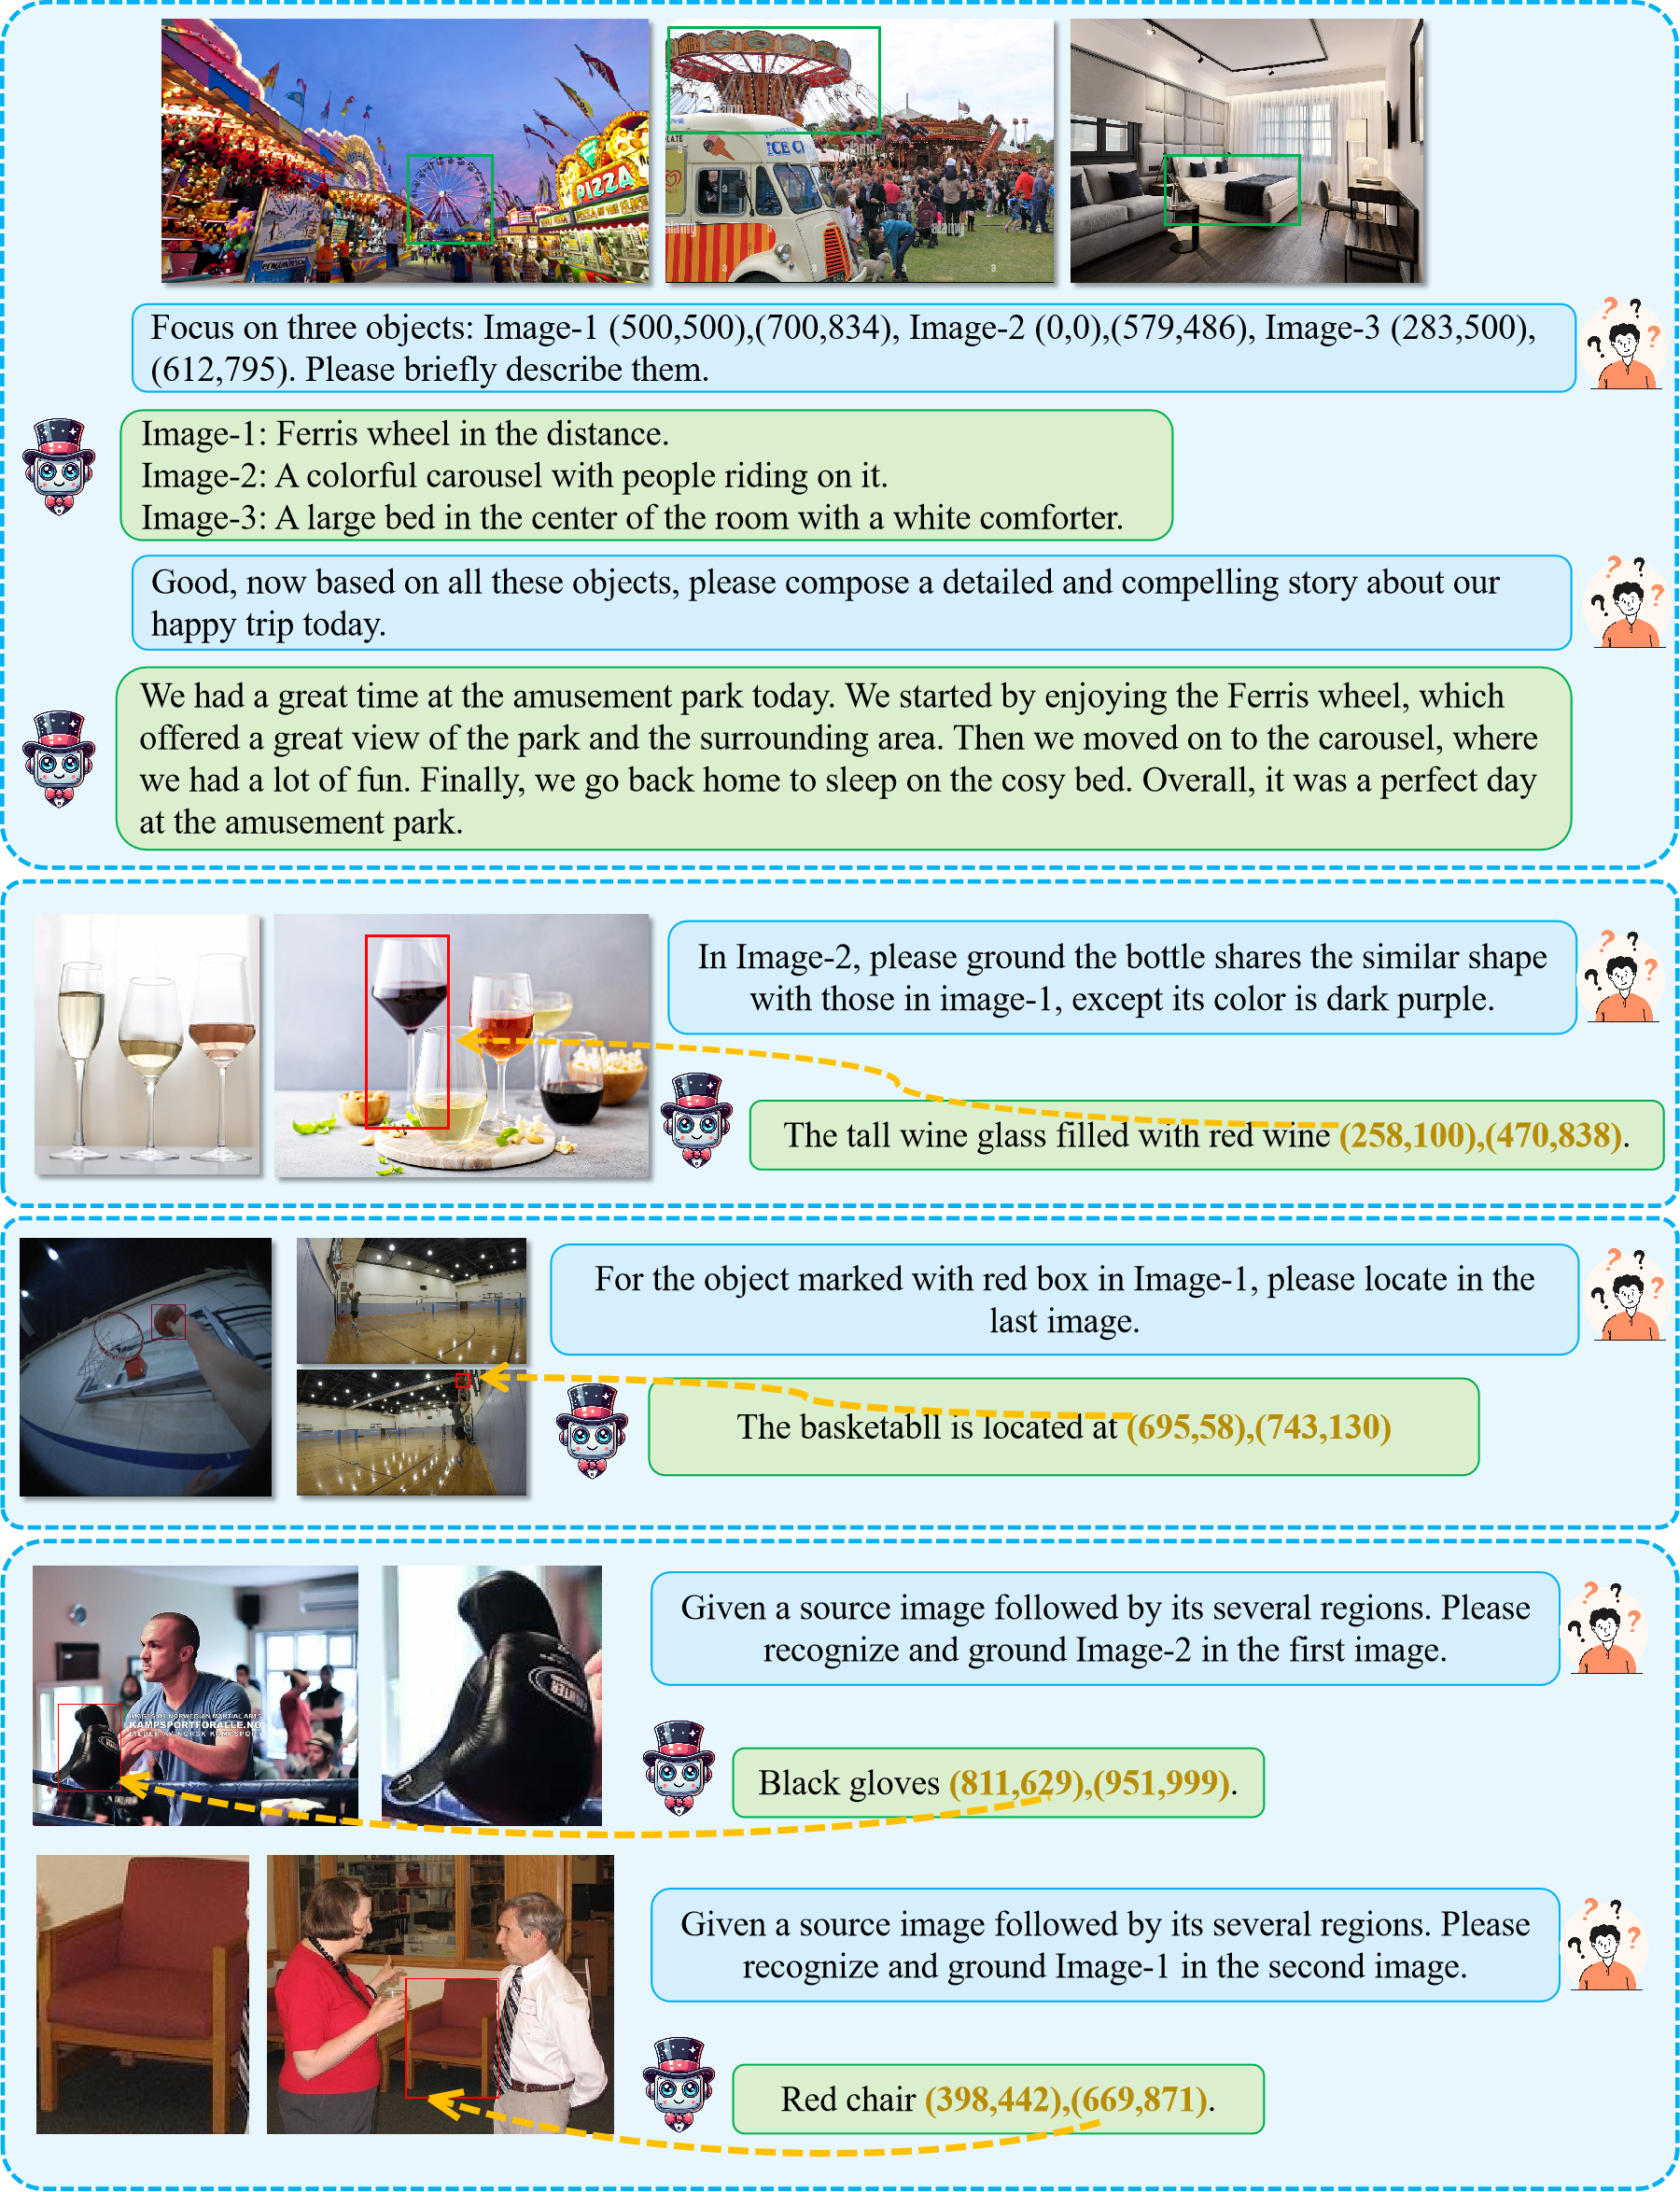 PIZZA
ICE
Focus on three objects: Image-1 (500,500),(700,834), Image-2 (0,0),(579,486), Image-3 (283,500),
(612,795). Please briefly describe them.
Image-1: Ferris wheel in the distance.
Image-2: A colorful carousel with people riding on it.
Image-3: A large bed in the center of the room with a white comforter.
Good, now based on all these objects, please compose a detailed and compelling story about our
happy trip today.
We had a great time at the amusement park today. We started by enjoying the Ferris wheel, which
offered a great view of the park and the surrounding area. Then we moved on to the carousel, where
we had a lot of fun. Finally, we go back home to sleep on the cosy bed. Overall, it was a perfect day
at the amusement park.
In Image-2, please ground the bottle shares the similar shape
with those in image-1, except its color is dark purple.
The tall wine glass filled with red wine (258,100),(470,838).
For the object marked with red box in Image-1, please locate in the
last image.
The basketabll is located at (695,58),(743,130)
Given a source image followed by its several regions. Please
recognize and ground Image-2 in the first image.
IMAGES OF NORWEGIAN MARTIAL ARTS
KAMPSPORTFORALLE.NO
Black gloves (811,629),(951,999).
Given a source image followed by its several regions. Please
recognize and ground Image-1 in the second image.
Red chair (398,442),(669,871).